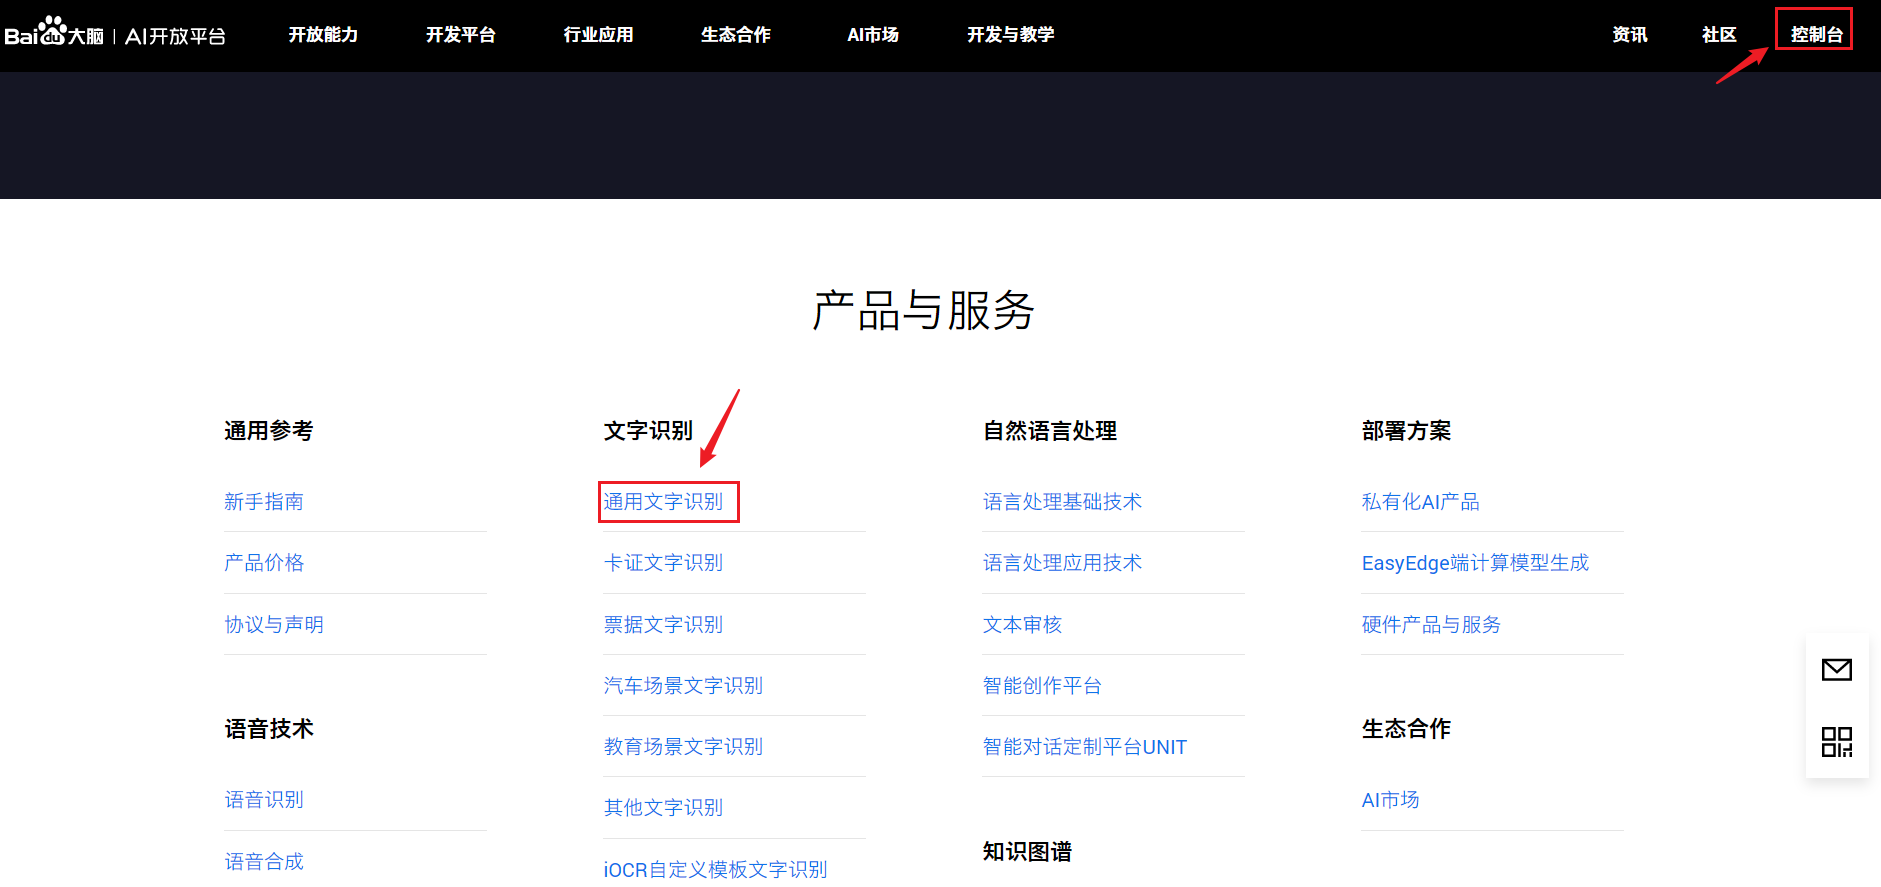 Baidu大脑 | AI开放平台 开放能力 开发平台 行业应用 生态合作 AI市场 开发与教学 资讯 社区 控制台
产品与服务
通用参考
新手指南
产品价格
协议与声明
语音技术
语音识别
语音合成
文字识别
通用文字识别
卡证文字识别
票据文字识别
汽车场景文字识别
教育场景文字识别
其他文字识别
iOCR自定义模板文字识别
自然语言处理
语言处理基础技术
语言处理应用技术
文本审核
智能创作平台
智能对话定制平台UNIT
知识图谱
部署方案
私有化AI产品
EasyEdge端计算模型生成
硬件产品与服务
生态合作
AI市场